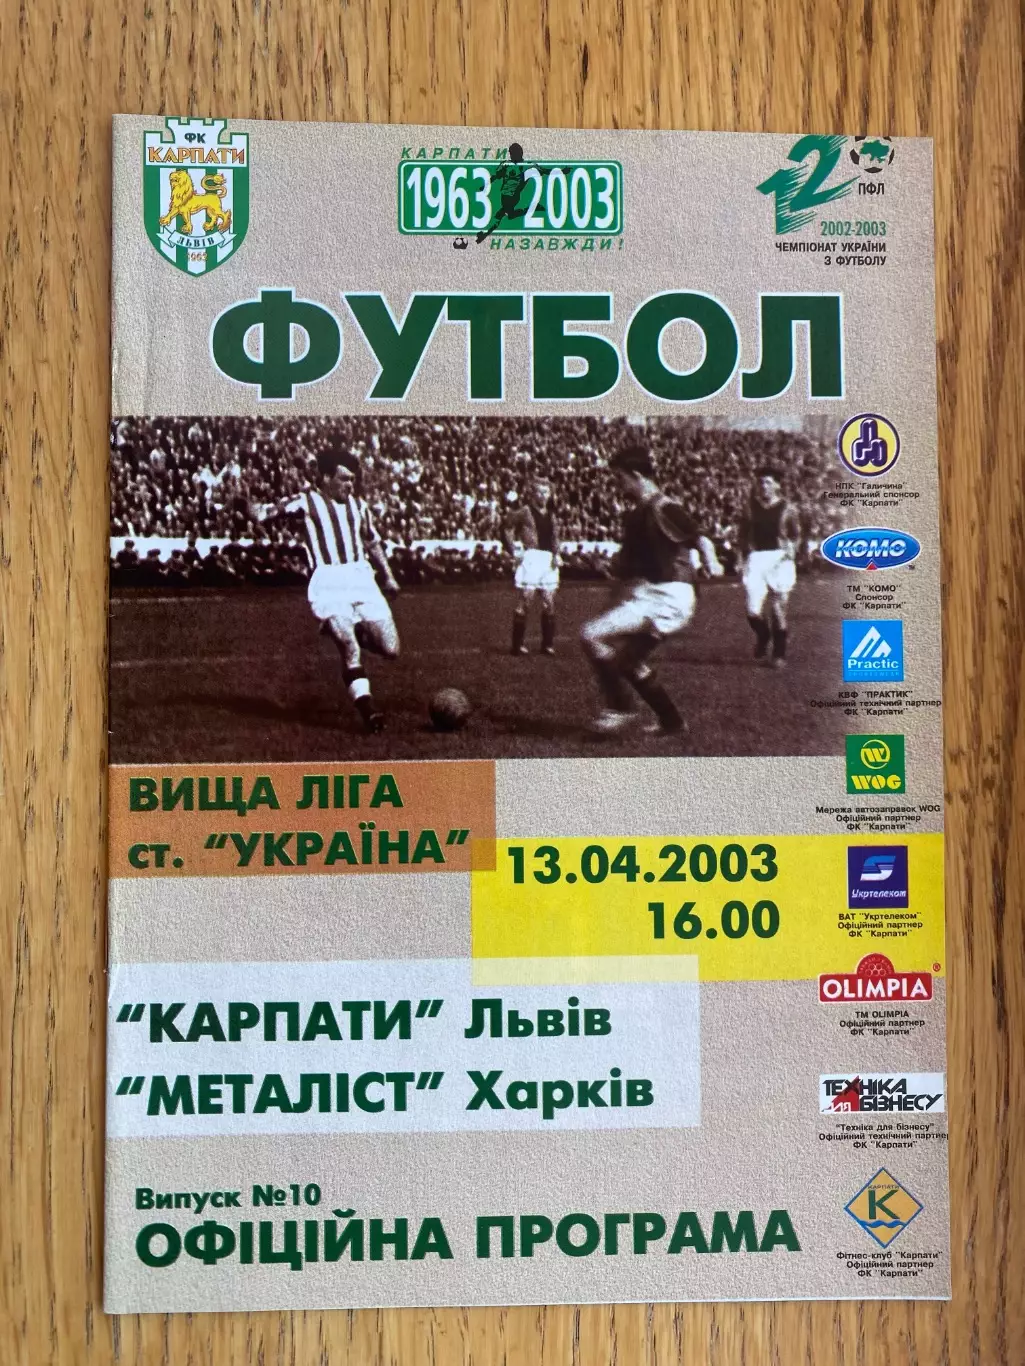 ФК
КАРПАТИ
ЛЬВІВ
1963
КАРПАТИ
1963 2003
НАЗАВЖДИ!
12
ПФЛ
2002-2003
ЧЕМПІОНАТ УКРАЇНИ
З ФУТБОЛУ
ФУТБОЛ
НПК "Галичина"
Генеральний спонсор
ФК "Карпати"
КОМО
TM
ТМ "КОМО"
Спонсор
ФК "Карпати"
Practic
КВФ "ПРАКТИК"
Офіційний технічний партнер
ФК "Карпати"
WOG
Мережа автозаправок WOG
Офіційний партнер
ФК "Карпати"
Укртелеком
ВАТ "Укртелеком"
Офіційний партнер
ФК "Карпати"
OLIMPIA®
ТМ OLIMPIA
Офіційний партнер
ФК "Карпати"
ТЕХНІКА
ДЛЯ БІЗНЕСУ
"Техніка для бізнесу"
Офіційний технічний партнер
ФК "Карпати"
КАРПАТИ
К
Фітнес-клуб "Карпати"
Офіційний партнер
ФК "Карпати"
ВИЩА ЛІГА
ст. "УКРАЇНА"
13.04.2003
16.00
"КАРПАТИ" Львів
"МЕТАЛІСТ" Харків
Випуск №10
ОФІЦІЙНА ПРОГРАМА